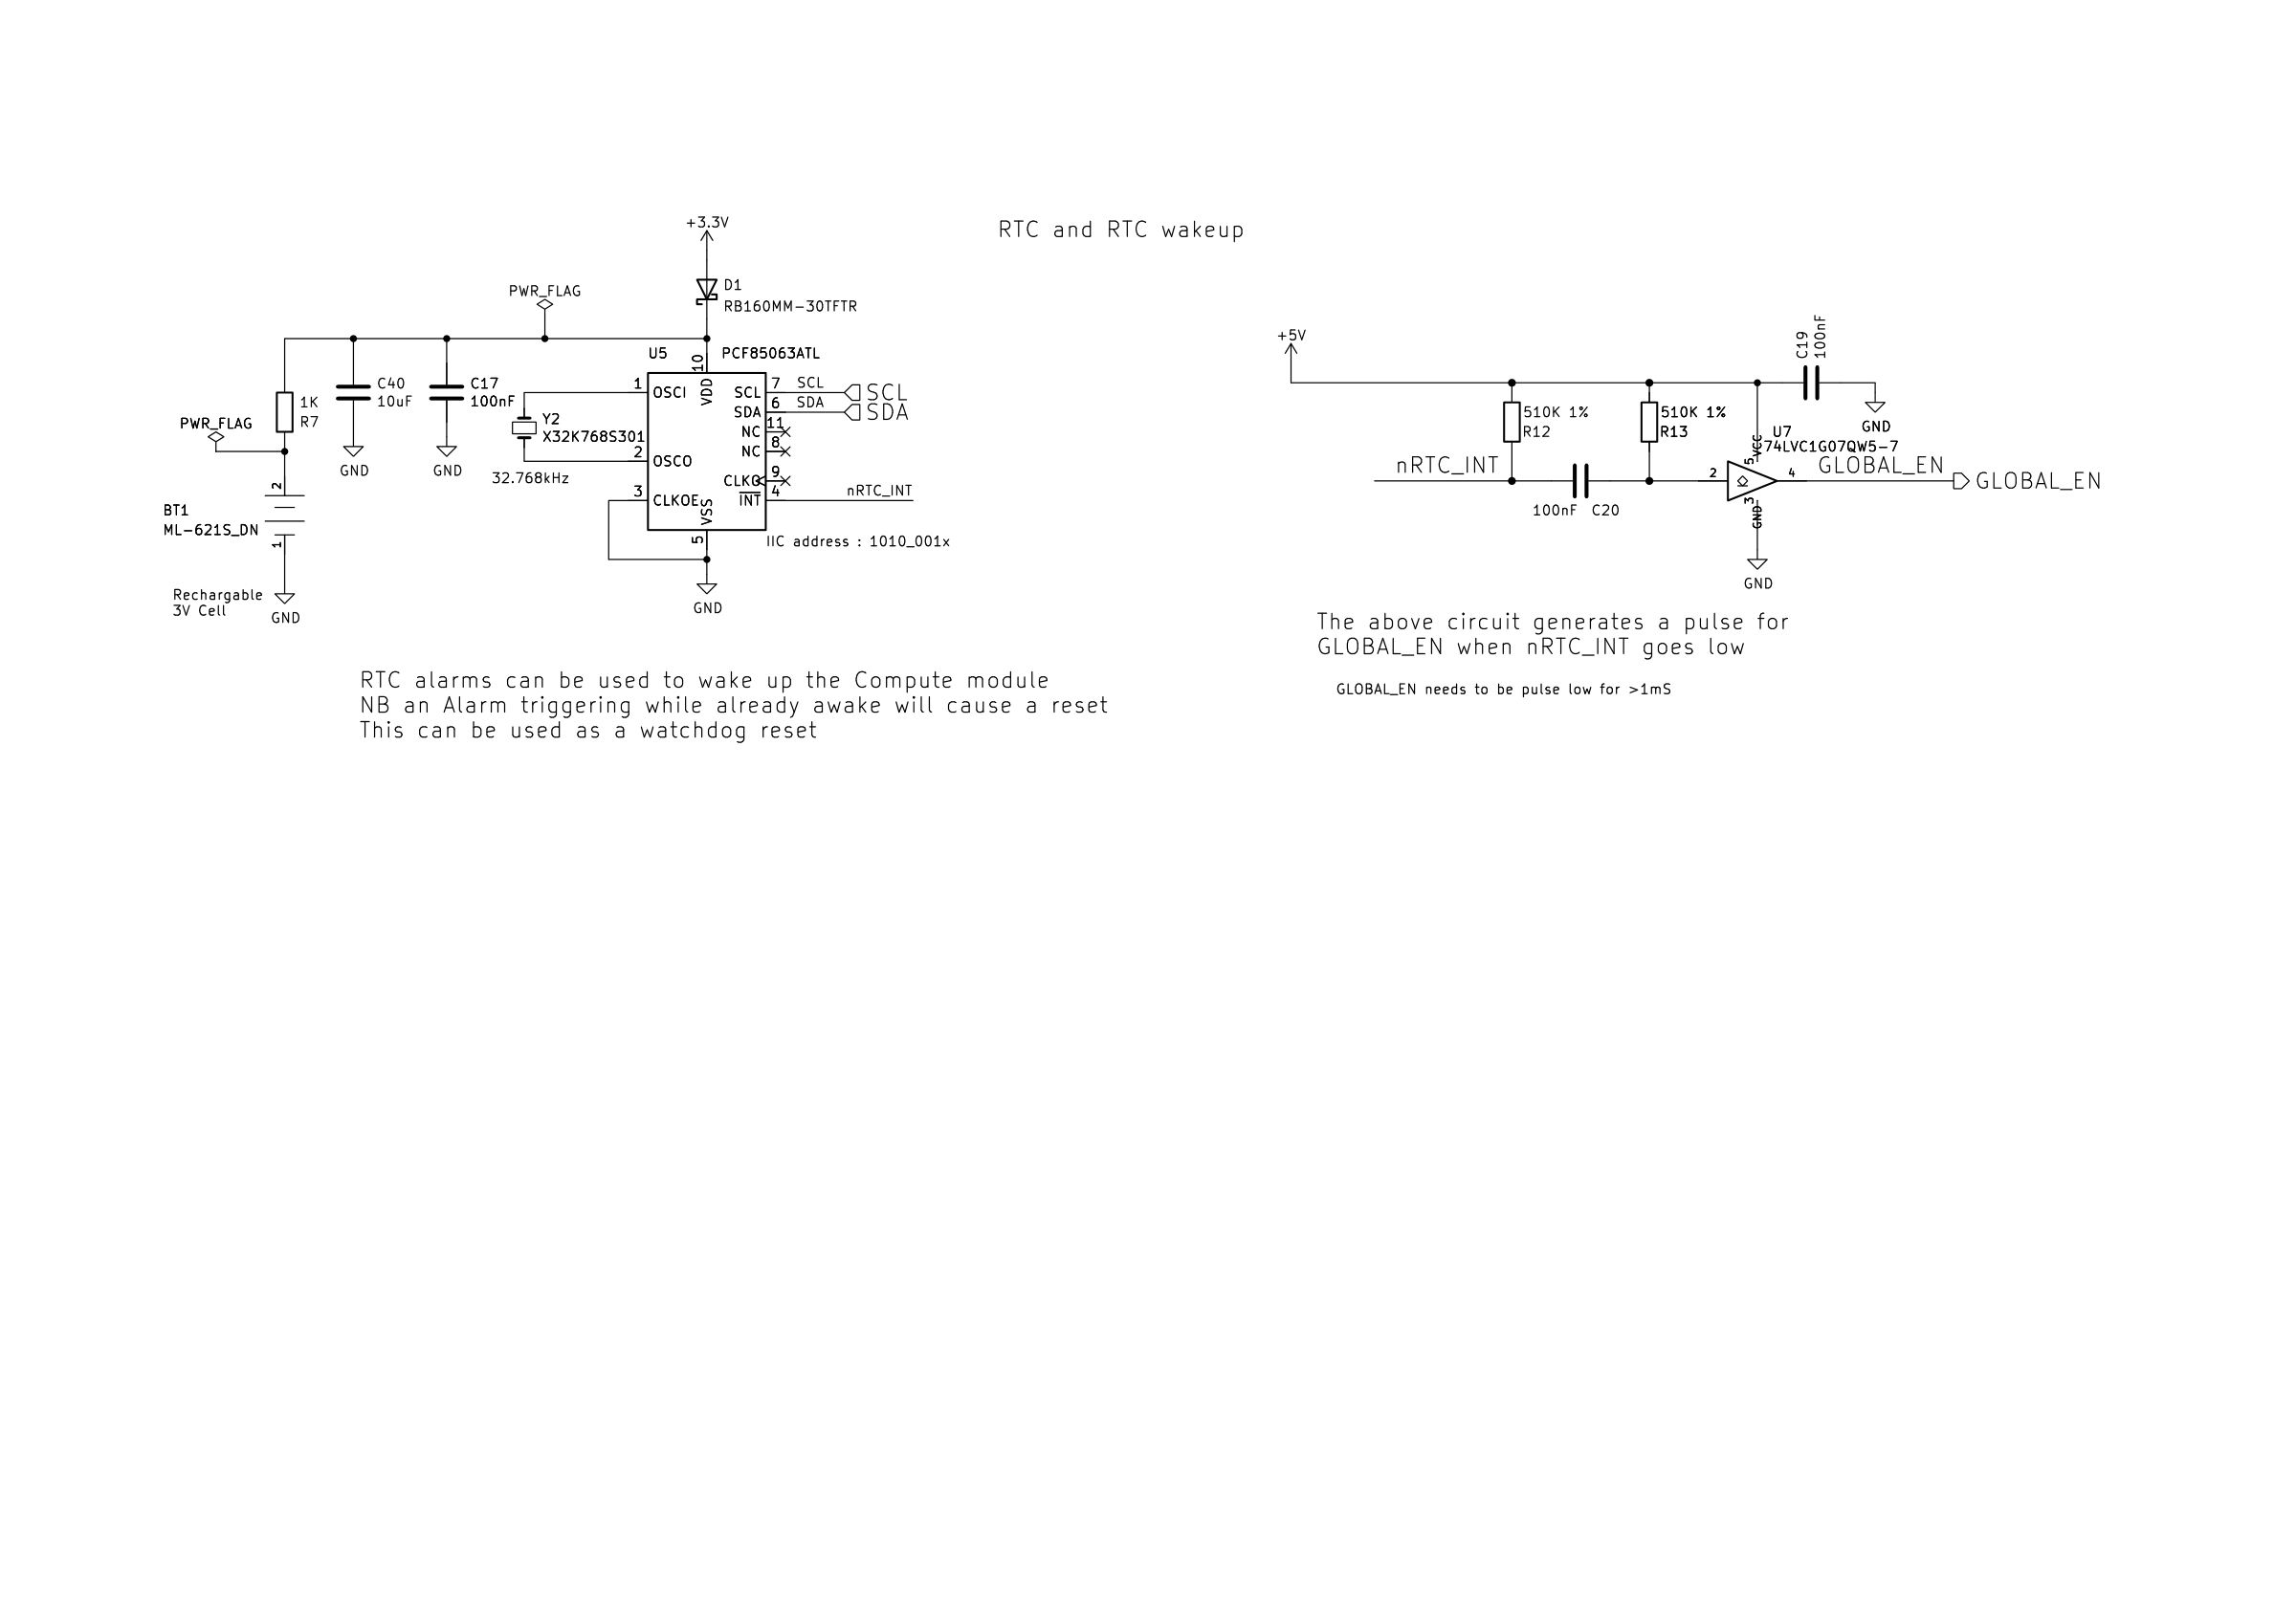 RTC and RTC wakeup
+3.3V
D1
RB160MM-30TFTR
PWR_FLAG
U5
PCF85063ATL
10
VDD
1
OSCI
2
OSCO
3
CLKOE
SCL
7
SCL
SCL
SDA
6
SDA
SDA
NC
11
NC
8
CLKO
9
INT
4
nRTC_INT
VSS
5
GND
IIC address : 1010_001x
C40
10uF
GND
C17
100nF
GND
Y2
X32K768S301
32.768kHz
1K
R7
PWR_FLAG
2
BT1
ML-621S_DN
1
Rechargable
3V Cell
GND
RTC alarms can be used to wake up the Compute module
NB an Alarm triggering while already awake will cause a reset
This can be used as a watchdog reset
+5V
C19
100nF
GND
510K 1%
R12
510K 1%
R13
U7
74LVC1G07QW5-7
VCC
5
nRTC_INT
100nF C20
2
4
GLOBAL_EN
GLOBAL_EN
3
GND
GND
The above circuit generates a pulse for
GLOBAL_EN when nRTC_INT goes low
GLOBAL_EN needs to be pulse low for >1mS